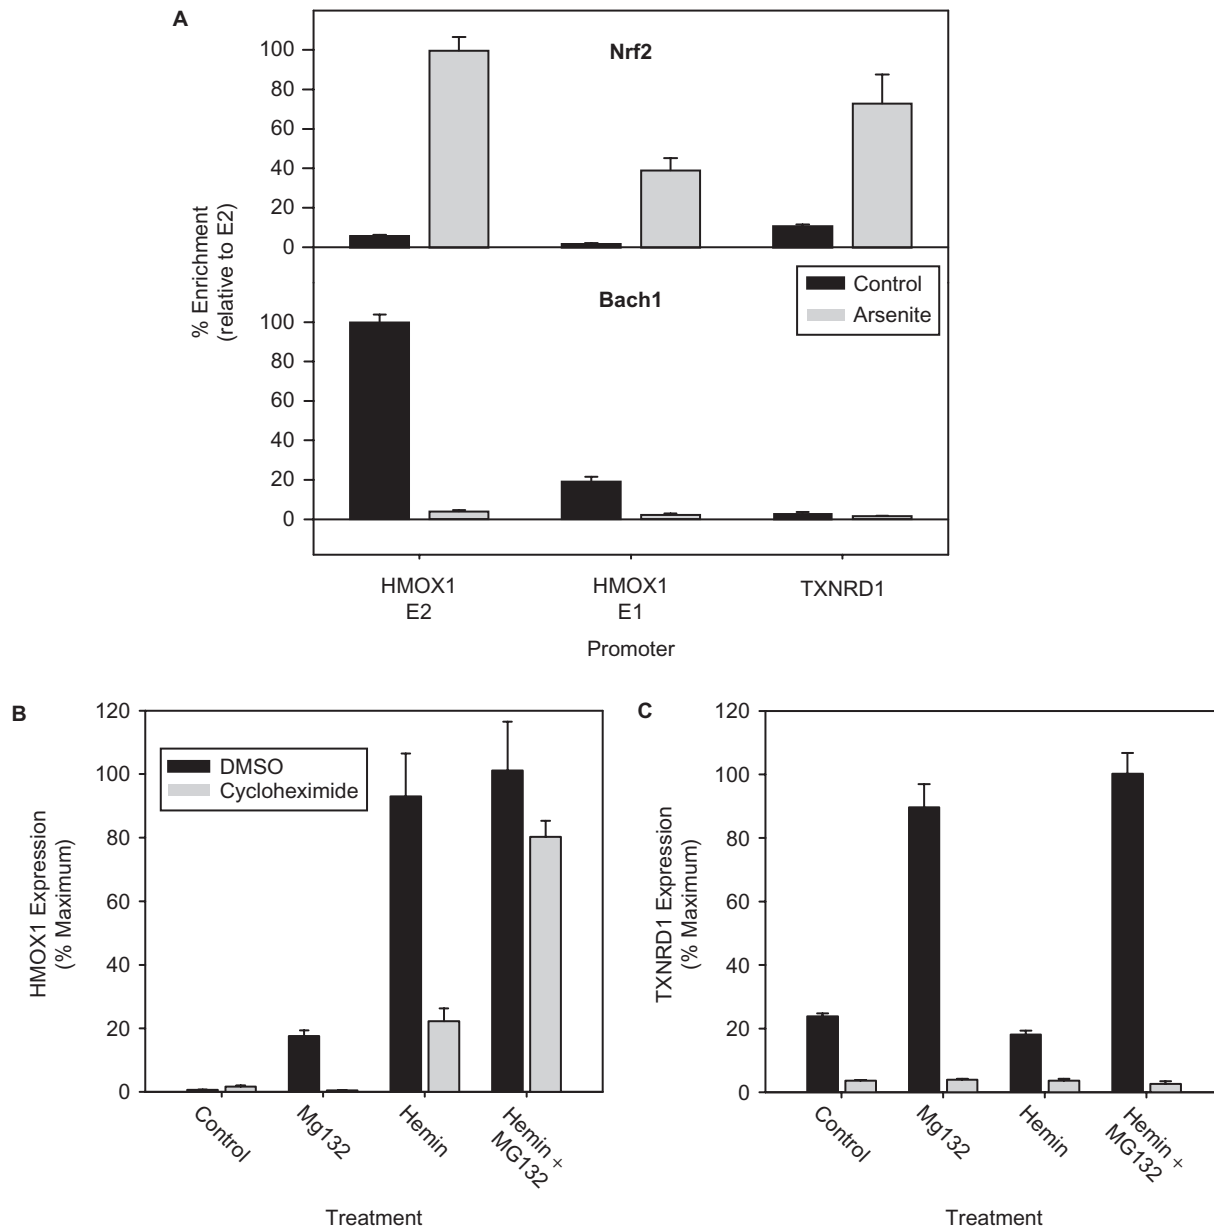 A
Nrf2
100
80
60
40
20
0
% Enrichment
(relative to E2)
Control
Arsenite
Bach1
100
80
60
40
20
0
HMOX1
E2
HMOX1
E1
TXNRD1
Promoter
B
120
100
80
60
40
20
0
HMOX1 Expression
(% Maximum)
DMSO
Cycloheximide
Control
Mg132
Hemin
Hemin +
MG132
Treatment
C
120
100
80
60
40
20
0
TXNRD1 Expression
(% Maximum)
Control
Mg132
Hemin
Hemin +
MG132
Treatment